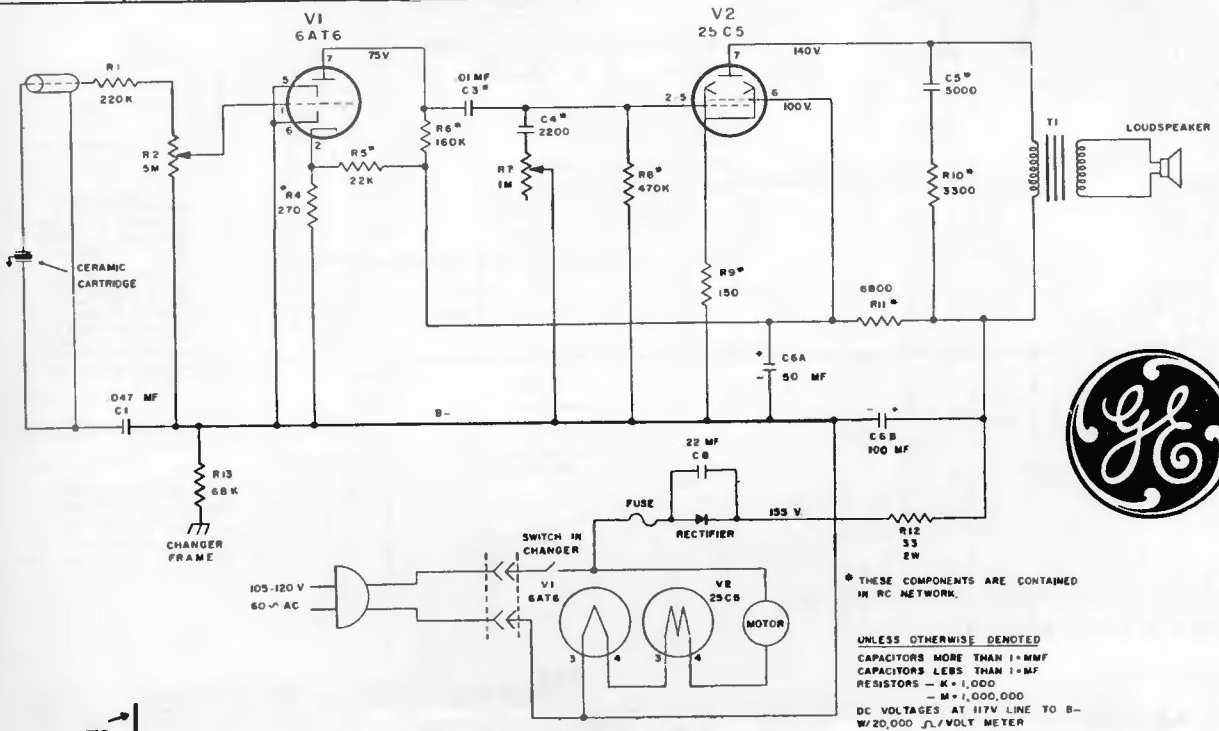 V1
6AT6
V2
25C5
R1
220K
R2
5M
5
1
6
7
2
75V.
.01 MF
C3*
R6*
160K
C4*
2200
R5*
22K
*R4
270
R7
1M
R8*
470K
2-5
7
6
140V.
100V.
C5*
5000
R10*
3300
T1
LOUDSPEAKER
CERAMIC
CARTRIDGE
R9*
150
6800
R11*
+
C6A
-
50 MF
.047 MF
C1
B-
- +
C6B
100 MF
R13
68K
CHANGER
FRAME
22 MF
C8
FUSE
RECTIFIER
155 V.
R12
33
2W
SWITCH IN
CHANGER
105-120 V
60~ AC
V1
6AT6
V2
25C5
MOTOR
3 4
3 4
* THESE COMPONENTS ARE CONTAINED
IN RC NETWORK.
UNLESS OTHERWISE DENOTED
CAPACITORS MORE THAN 1=MMF
CAPACITORS LESS THAN 1=MF
RESISTORS — K=1,000
— M=1,000,000
DC VOLTAGES AT 117V LINE TO B-
W/20,000 Ω/VOLT METER
GE